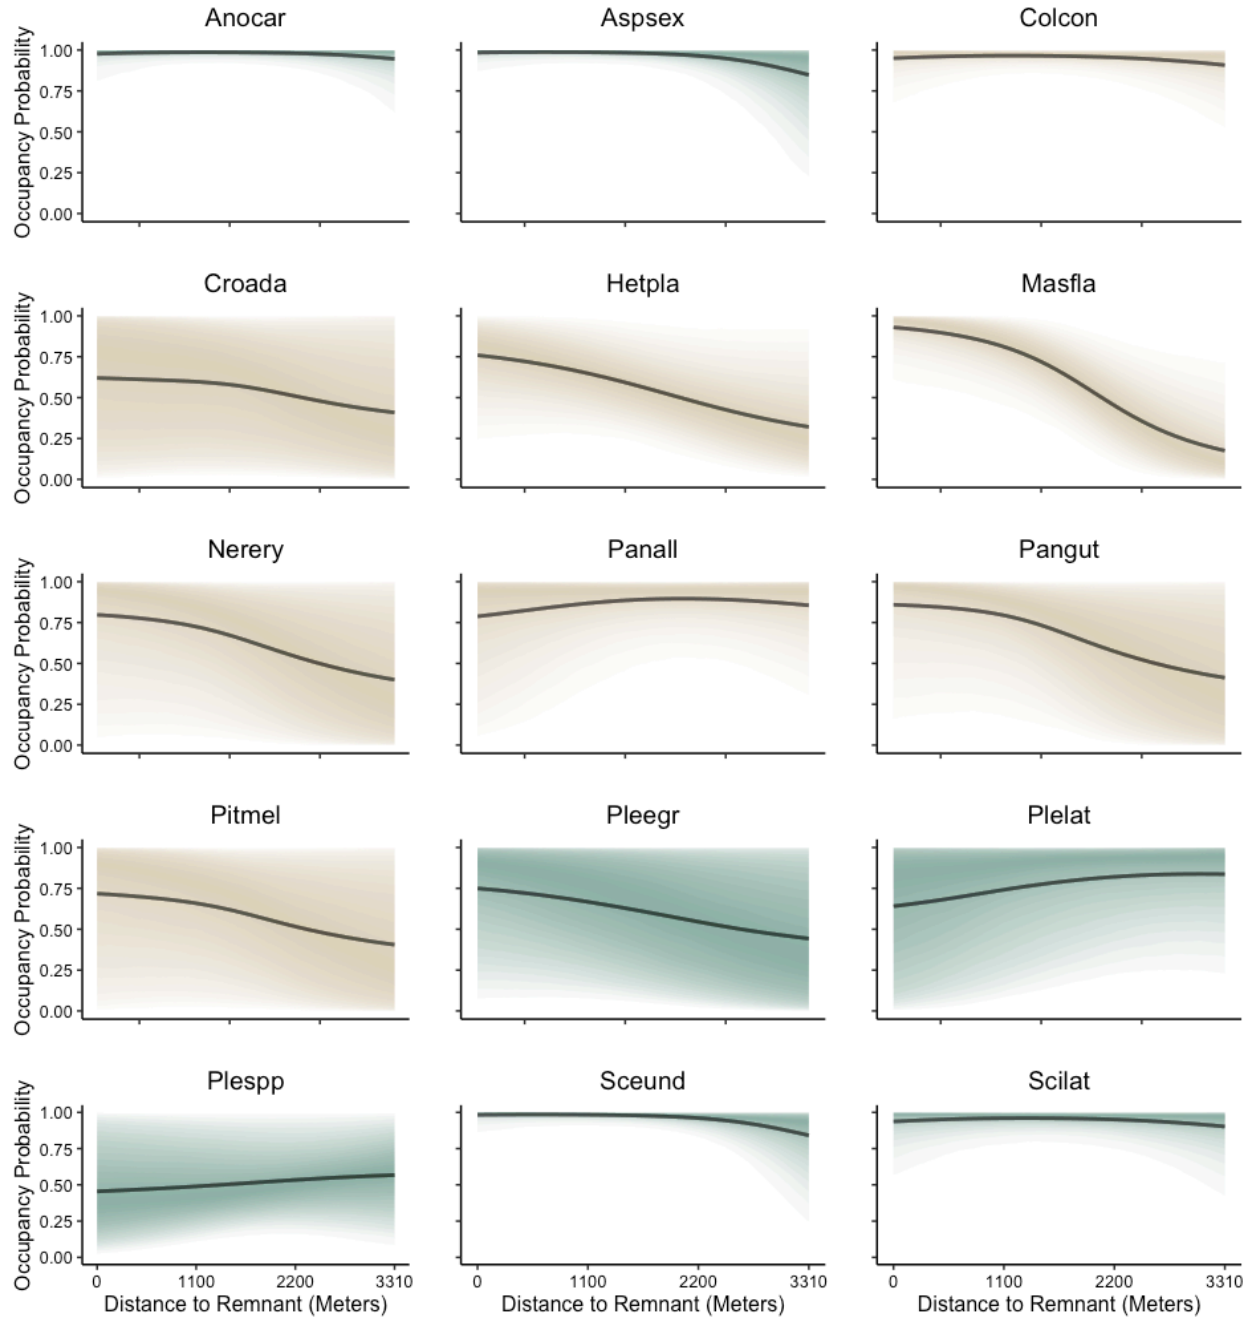 Anocar Aspsex Colcon
Occupancy Probability
1.00
0.75
0.50
0.25
0.00
Croada Hetpla Masfla
Occupancy Probability
1.00
0.75
0.50
0.25
0.00
Nerery Panall Pangut
Occupancy Probability
1.00
0.75
0.50
0.25
0.00
Pitmel Pleegr Plelat
Occupancy Probability
1.00
0.75
0.50
0.25
0.00
Plespp Sceund Scilat
Occupancy Probability
1.00
0.75
0.50
0.25
0.00
0 1100 2200 3310 0 1100 2200 3310 0 1100 2200 3310
Distance to Remnant (Meters) Distance to Remnant (Meters) Distance to Remnant (Meters)